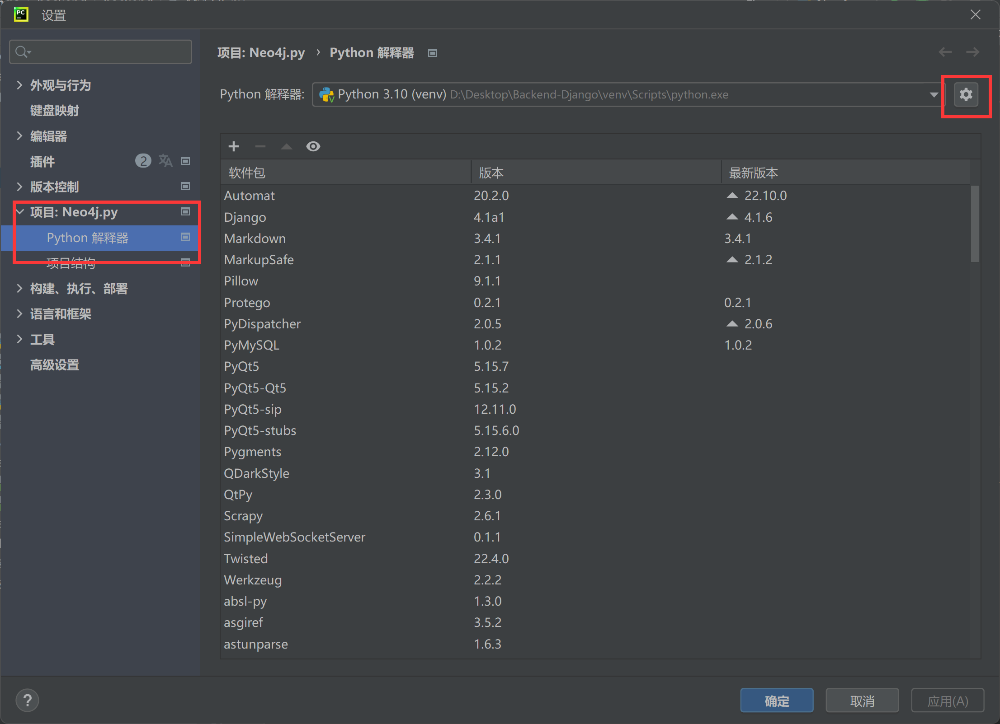 设置
项目: Neo4j.py › Python 解释器
外观与行为
键盘映射
编辑器
插件 2
版本控制
项目: Neo4j.py
Python 解释器
项目结构
构建、执行、部署
语言和框架
工具
高级设置
Python 解释器: Python 3.10 (venv) D:\Desktop\Backend-Django\venv\Scripts\python.exe
软件包 版本 最新版本
Automat 20.2.0 22.10.0
Django 4.1a1 4.1.6
Markdown 3.4.1 3.4.1
MarkupSafe 2.1.1 2.1.2
Pillow 9.1.1
Protego 0.2.1 0.2.1
PyDispatcher 2.0.5 2.0.6
PyMySQL 1.0.2 1.0.2
PyQt5 5.15.7
PyQt5-Qt5 5.15.2
PyQt5-sip 12.11.0
PyQt5-stubs 5.15.6.0
Pygments 2.12.0
QDarkStyle 3.1
QtPy 2.3.0
Scrapy 2.6.1
SimpleWebSocketServer 0.1.1
Twisted 22.4.0
Werkzeug 2.2.2
absl-py 1.3.0
asgiref 3.5.2
astunparse 1.6.3
? 确定 取消 应用(A)